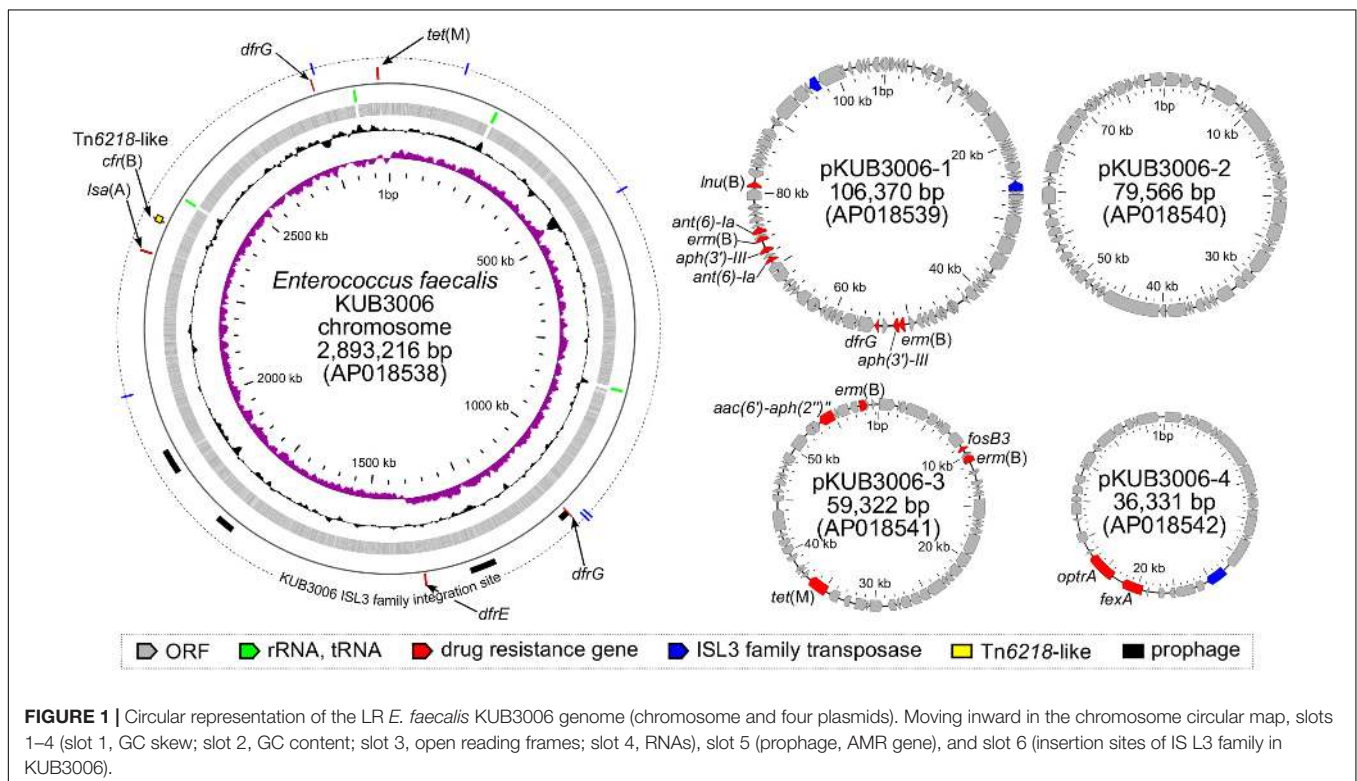 dfrG
tet(M)
Tn6218-like
cfr(B)
lsa(A)
1bp
500 kb
1000 kb
1500 kb
2000 kb
2500 kb
Enterococcus faecalis
KUB3006
chromosome
2,893,216 bp
(AP018538)
dfrG
dfrE
KUB3006 ISL3 family integration site
1bp
20 kb
40 kb
60 kb
80 kb
100 kb
pKUB3006-1
106,370 bp
(AP018539)
lnu(B)
ant(6)-Ia
erm(B)
aph(3')-III
ant(6)-Ia
dfrG
aph(3')-III
erm(B)
1bp
10 kb
30 kb
40 kb
50 kb
70 kb
pKUB3006-2
79,566 bp
(AP018540)
erm(B)
aac(6')-aph(2'')"
1bp
fosB3
erm(B)
10 kb
20 kb
30 kb
40 kb
50 kb
pKUB3006-3
59,322 bp
(AP018541)
tet(M)
1bp
20 kb
pKUB3006-4
36,331 bp
(AP018542)
optrA
fexA
ORF
rRNA, tRNA
drug resistance gene
ISL3 family transposase
Tn6218-like
prophage
FIGURE 1 | Circular representation of the LR E. faecalis KUB3006 genome (chromosome and four plasmids). Moving inward in the chromosome circular map, slots
1–4 (slot 1, GC skew; slot 2, GC content; slot 3, open reading frames; slot 4, RNAs), slot 5 (prophage, AMR gene), and slot 6 (insertion sites of IS L3 family in
KUB3006).